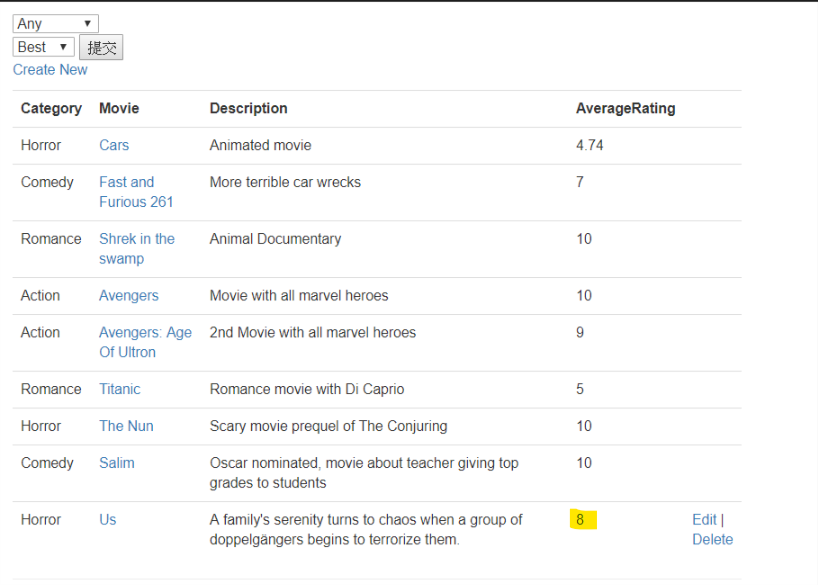 Any
Best 提交
Create New
Category Movie Description AverageRating
Horror Cars Animated movie 4.74
Comedy Fast and More terrible car wrecks 7
Furious 261
Romance Shrek in the Animal Documentary 10
swamp
Action Avengers Movie with all marvel heroes 10
Action Avengers: Age 2nd Movie with all marvel heroes 9
Of Ultron
Romance Titanic Romance movie with Di Caprio 5
Horror The Nun Scary movie prequel of The Conjuring 10
Comedy Salim Oscar nominated, movie about teacher giving top 10
grades to students
Horror Us A family's serenity turns to chaos when a group of 8 Edit |
doppelgängers begins to terrorize them. Delete